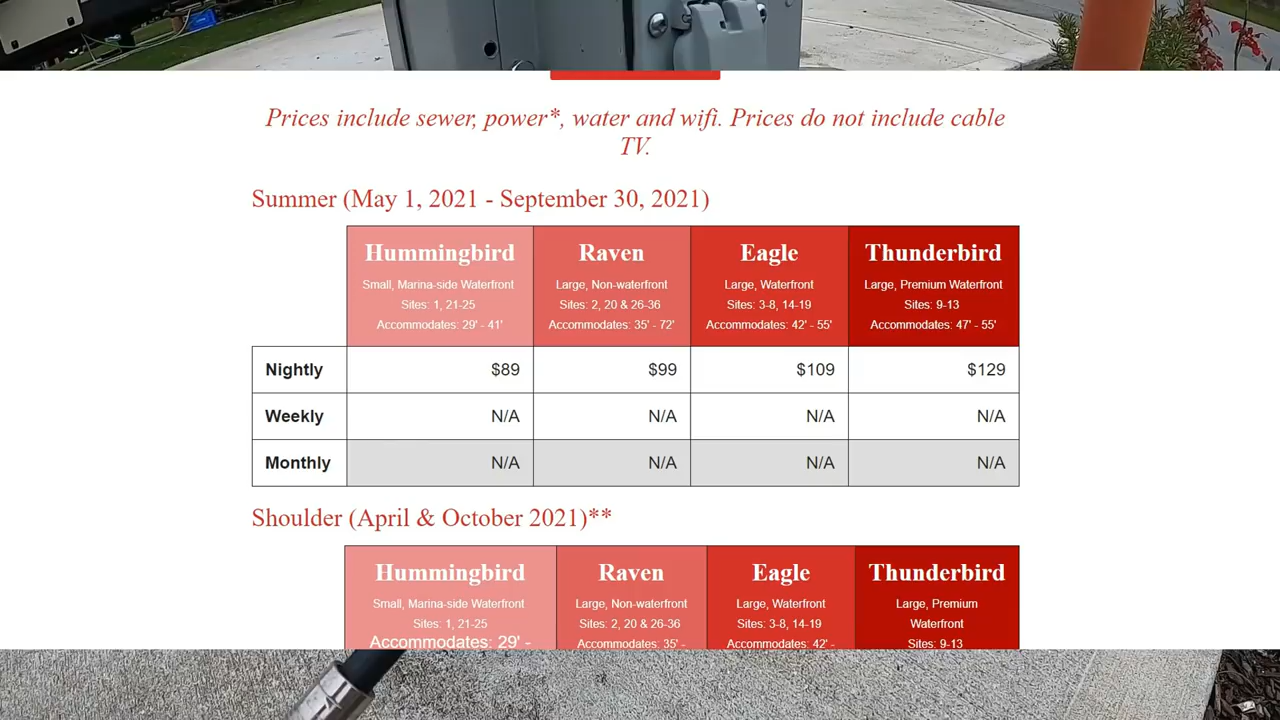 Prices include sewer, power*, water and wifi. Prices do not include cable
TV.
Summer (May 1, 2021 - September 30, 2021)
Hummingbird Raven Eagle Thunderbird
Small, Marina-side Waterfront Large, Non-waterfront Large, Waterfront Large, Premium Waterfront
Sites: 1, 21-25 Sites: 2, 20 & 26-36 Sites: 3-8, 14-19 Sites: 9-13
Accommodates: 29' - 41' Accommodates: 35' - 72' Accommodates: 42' - 55' Accommodates: 47' - 55'
Nightly $89 $99 $109 $129
Weekly N/A N/A N/A N/A
Monthly N/A N/A N/A N/A
Shoulder (April & October 2021)**
Hummingbird Raven Eagle Thunderbird
Small, Marina-side Waterfront Large, Non-waterfront Large, Waterfront Large, Premium
Sites: 1, 21-25 Sites: 2, 20 & 26-36 Sites: 3-8, 14-19 Waterfront
Accommodates: 29' - Accommodates: 35' - Accommodates: 42' - Sites: 9-13